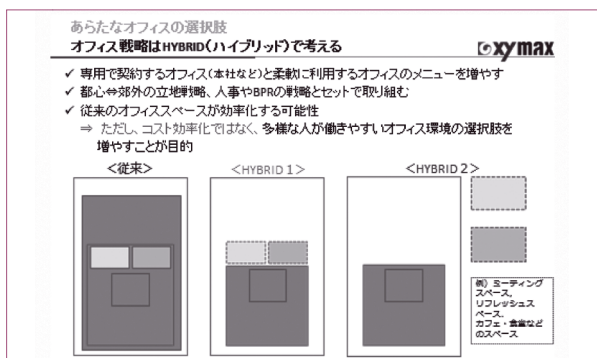 あらたなオフィスの選択肢
オフィス戦略はHYBRID(ハイブリッド)で考える
xymax
✓ 専用で契約するオフィス(本社など)と柔軟に利用するオフィスのメニューを増やす
✓ 都心⇔郊外の立地戦略、人事やBPRの戦略とセットで取り組む
✓ 従来のオフィススペースが効率化する可能性
⇒ ただし、コスト効率化ではなく、多様な人が働きやすいオフィス環境の選択肢を
増やすことが目的
<従来>
<HYBRID 1>
<HYBRID 2>
例) ミーティング
スペース、
リフレッシュス
ペース、
カフェ・食堂など
のスペース